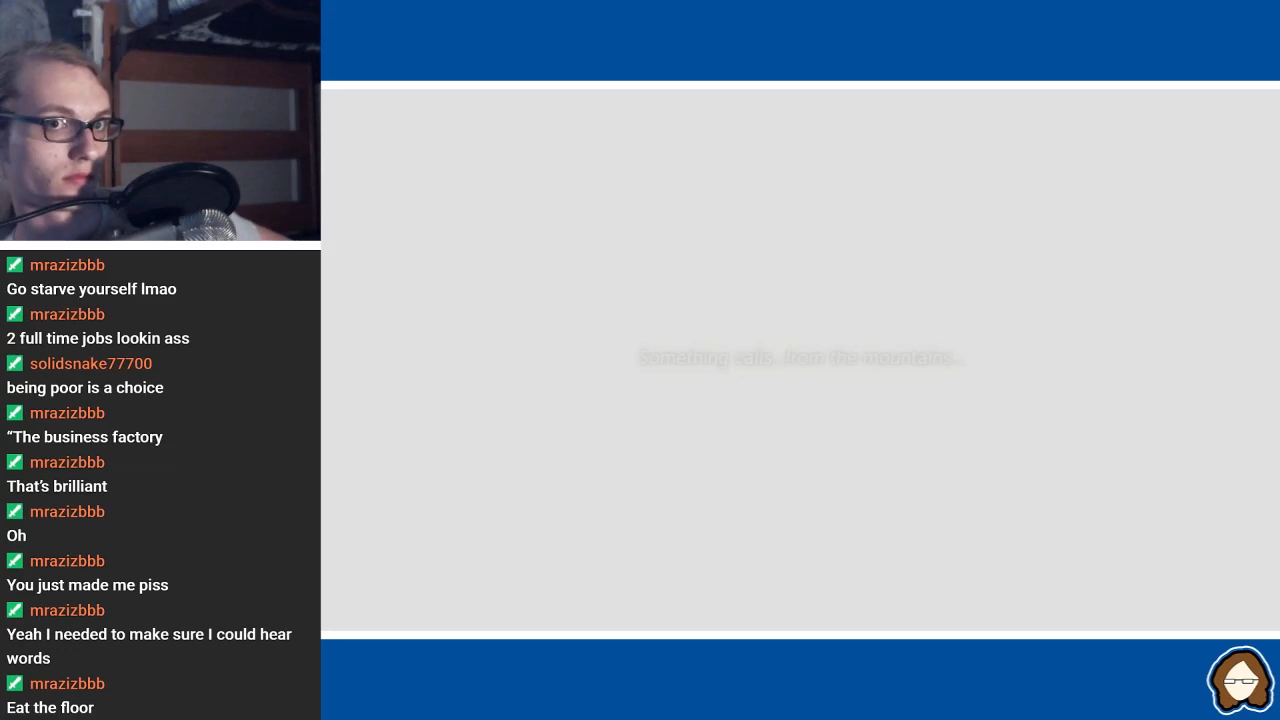 mrazizbbb
Go starve yourself lmao
mrazizbbb
2 full time jobs lookin ass
solidsnake77700
being poor is a choice
mrazizbbb
“The business factory
mrazizbbb
That’s brilliant
mrazizbbb
Oh
mrazizbbb
You just made me piss
mrazizbbb
Yeah I needed to make sure I could hear
words
mrazizbbb
Eat the floor
Something calls...from the mountains...